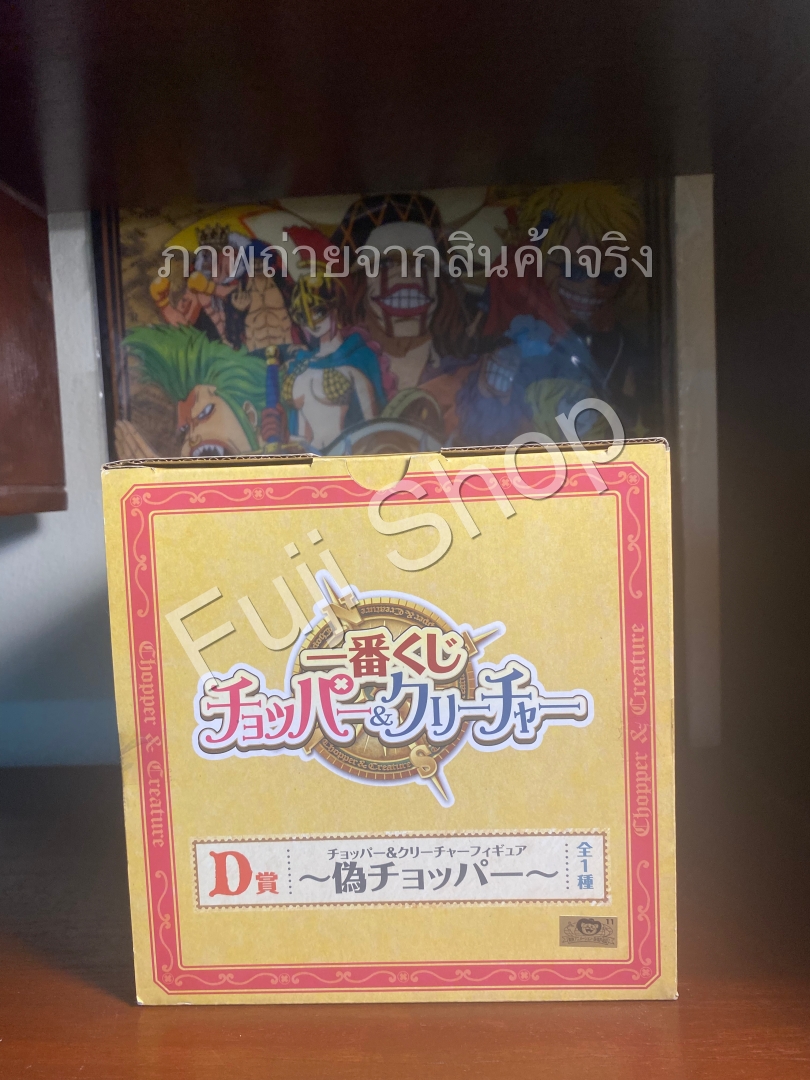 ภาพถ่ายจากสินค้าจริง
Fuji Shop
一番くじ
チョッパー&クリーチャー
Chopper & Creature
Chopper & Creature
Chopper & Creature
N
S
D賞
チョッパー&クリーチャーフィギュア
～偽チョッパー～
全1種
11